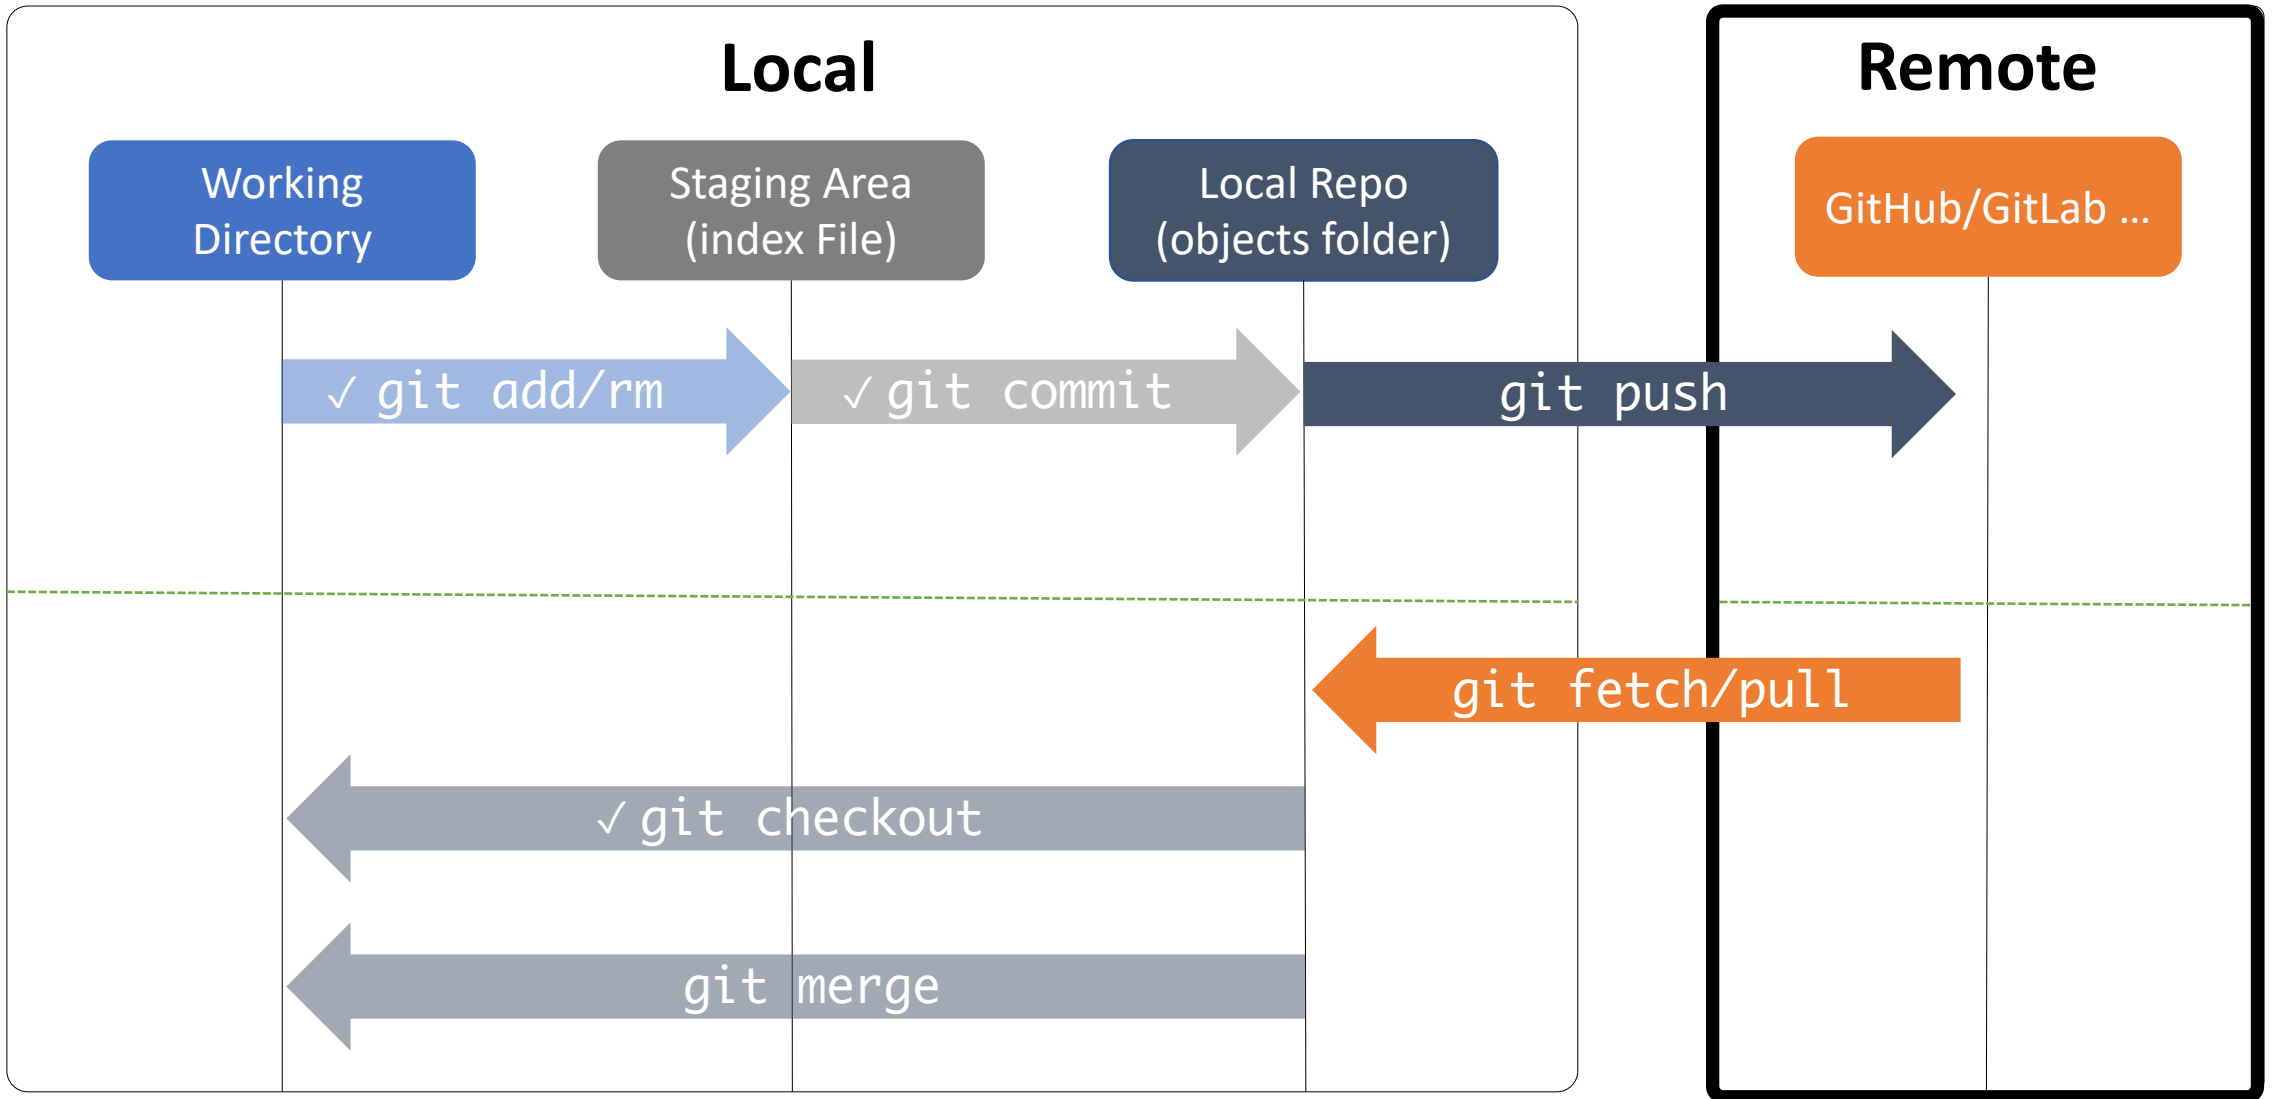 Local
Remote
Working
Directory
Staging Area
(index File)
Local Repo
(objects folder)
GitHub/GitLab ...
✓ git add/rm
✓ git commit
git push
git fetch/pull
✓ git checkout
git merge